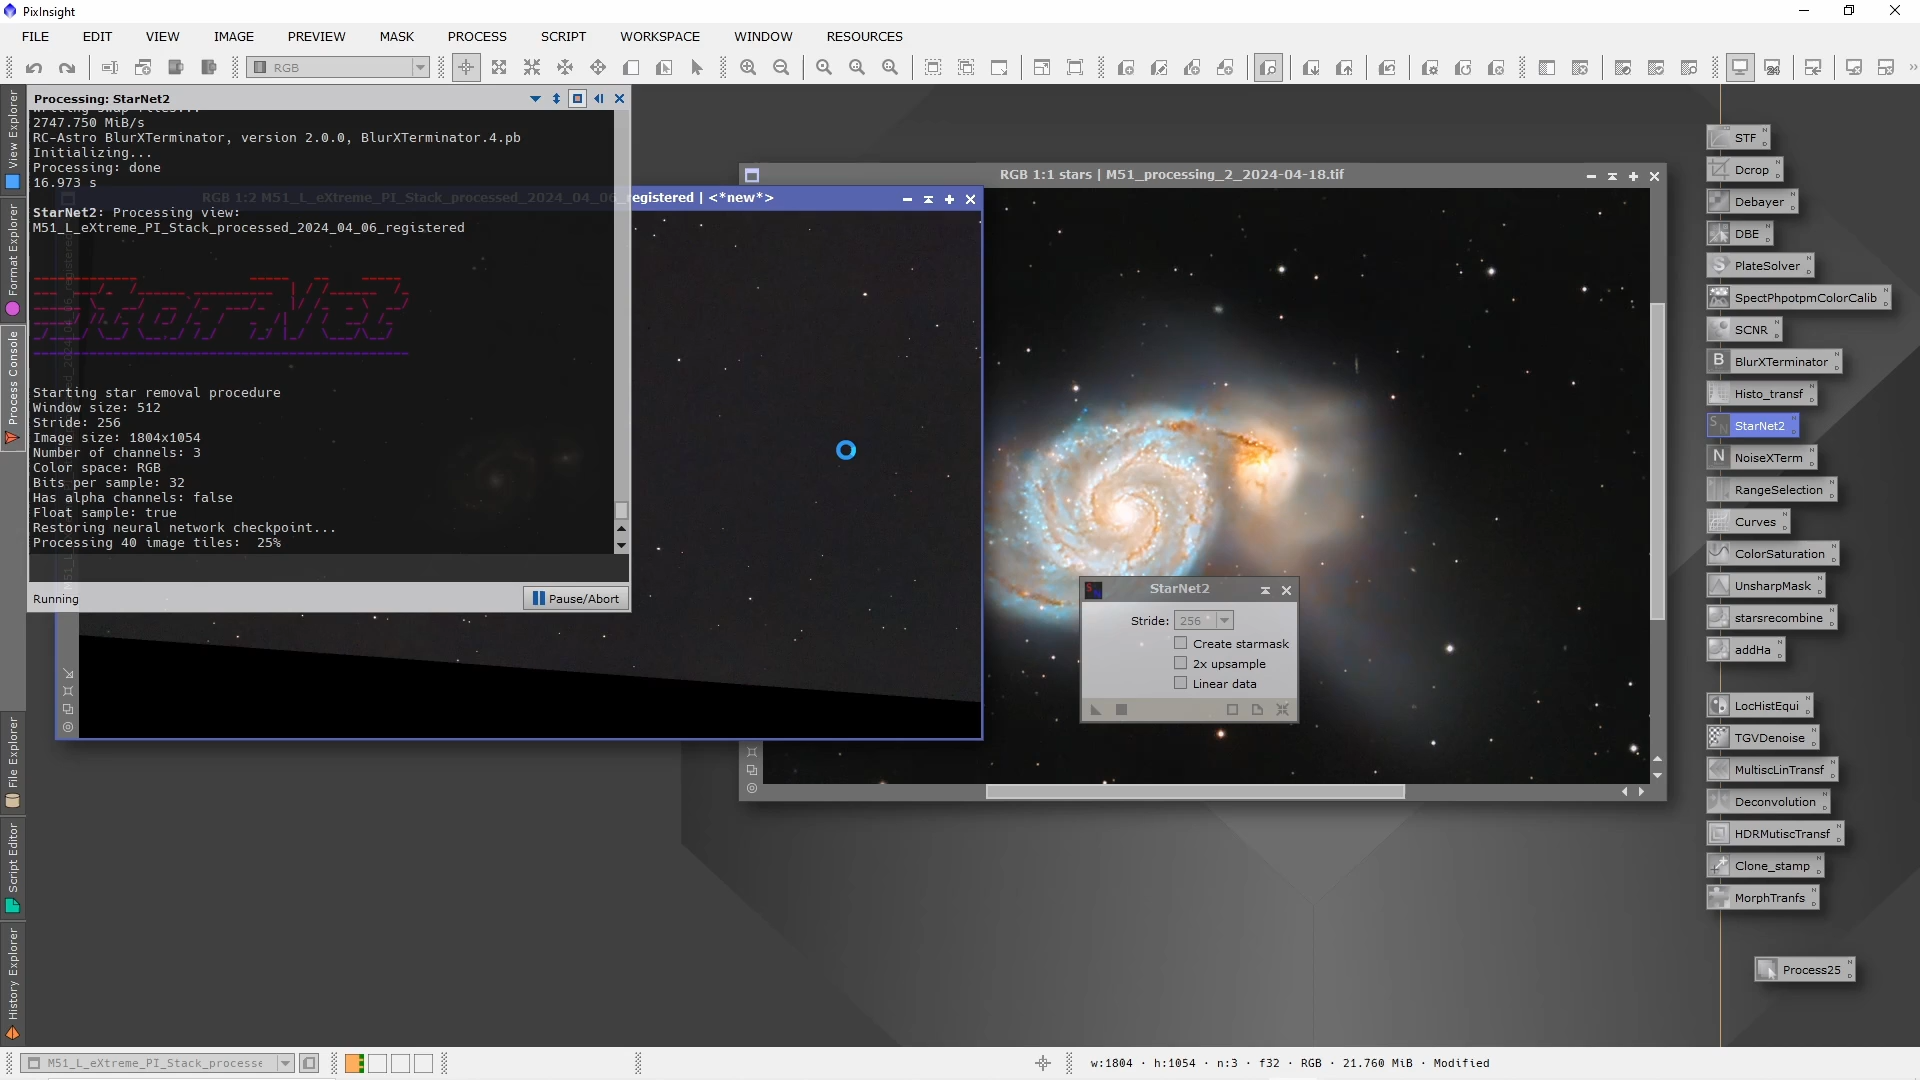 PixInsight
FILE EDIT VIEW IMAGE PREVIEW MASK PROCESS SCRIPT WORKSPACE WINDOW RESOURCES
RGB
Processing: StarNet2
2747.750 MiB/s
RC-Astro BlurXTerminator, version 2.0.0, BlurXTerminator.4.pb
Initializing...
Processing: done
16.973 s
StarNet2: Processing view:
M51_L_eXtreme_PI_Stack_processed_2024_04_06_registered
StarNet
Starting star removal procedure
Window size: 512
Stride: 256
Image size: 1804x1054
Number of channels: 3
Color space: RGB
Bits per sample: 32
Has alpha channels: false
Float sample: true
Restoring neural network checkpoint...
Processing 40 image tiles: 25%
Running
Pause/Abort
RGB 1:2 M51_L_eXtreme_PI_Stack_processed_2024_04_06_registered | <*new*>
RGB 1:1 stars | M51_processing_2_2024-04-18.tif
StarNet2
Stride: 256
Create starmask
2x upsample
Linear data
View Explorer
Format Explorer
Process Console
File Explorer
Script Editor
History Explorer
STF
Dcrop
Debayer
DBE
PlateSolver
SpectPhpotpmColorCalib
SCNR
BlurXTerminator
Histo_transf
StarNet2
NoiseXTerm
RangeSelection
Curves
ColorSaturation
UnsharpMask
starsrecombine
addHa
LocHistEqui
TGVDenoise
MultiscLinTransf
Deconvolution
HDRMutiscTransf
Clone_stamp
MorphTranfs
Process25
M51_L_eXtreme_PI_Stack_processe
w:1804 · h:1054 · n:3 · f32 · RGB · 21.760 MiB · Modified